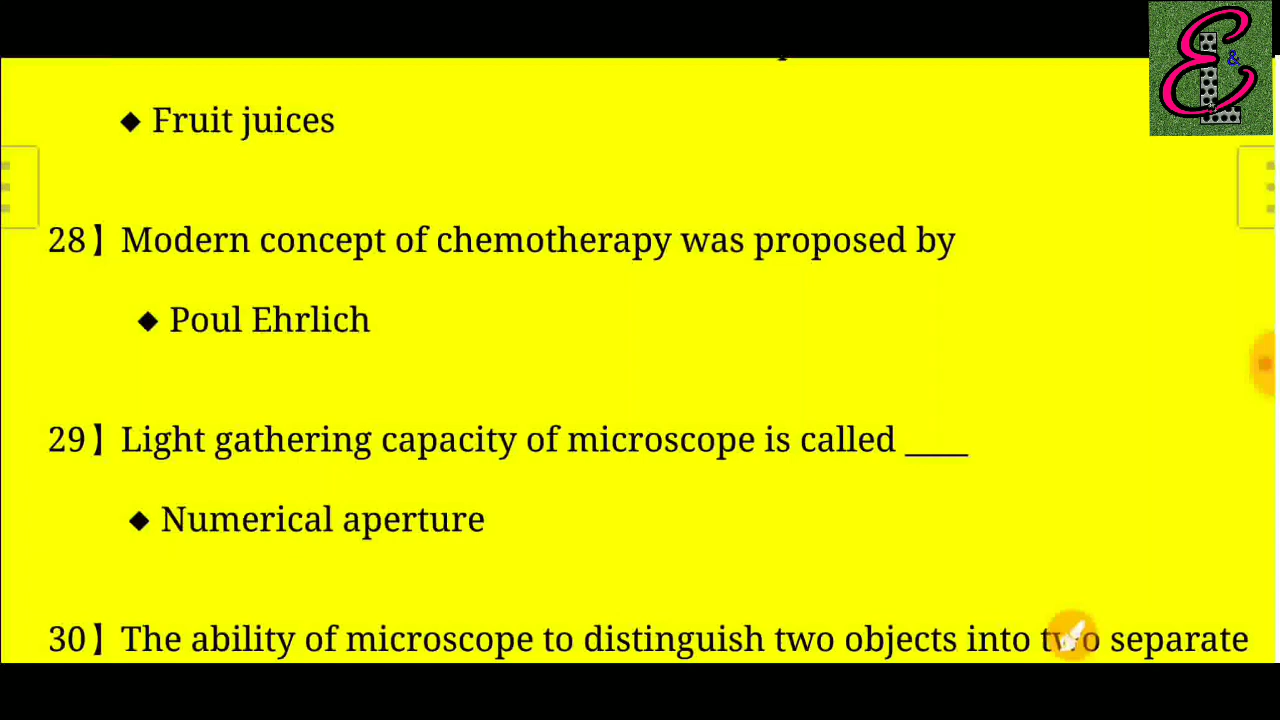 ◆ Fruit juices
28】Modern concept of chemotherapy was proposed by
◆ Poul Ehrlich
29】Light gathering capacity of microscope is called ____
◆ Numerical aperture
30】The ability of microscope to distinguish two objects into two separate
E & L